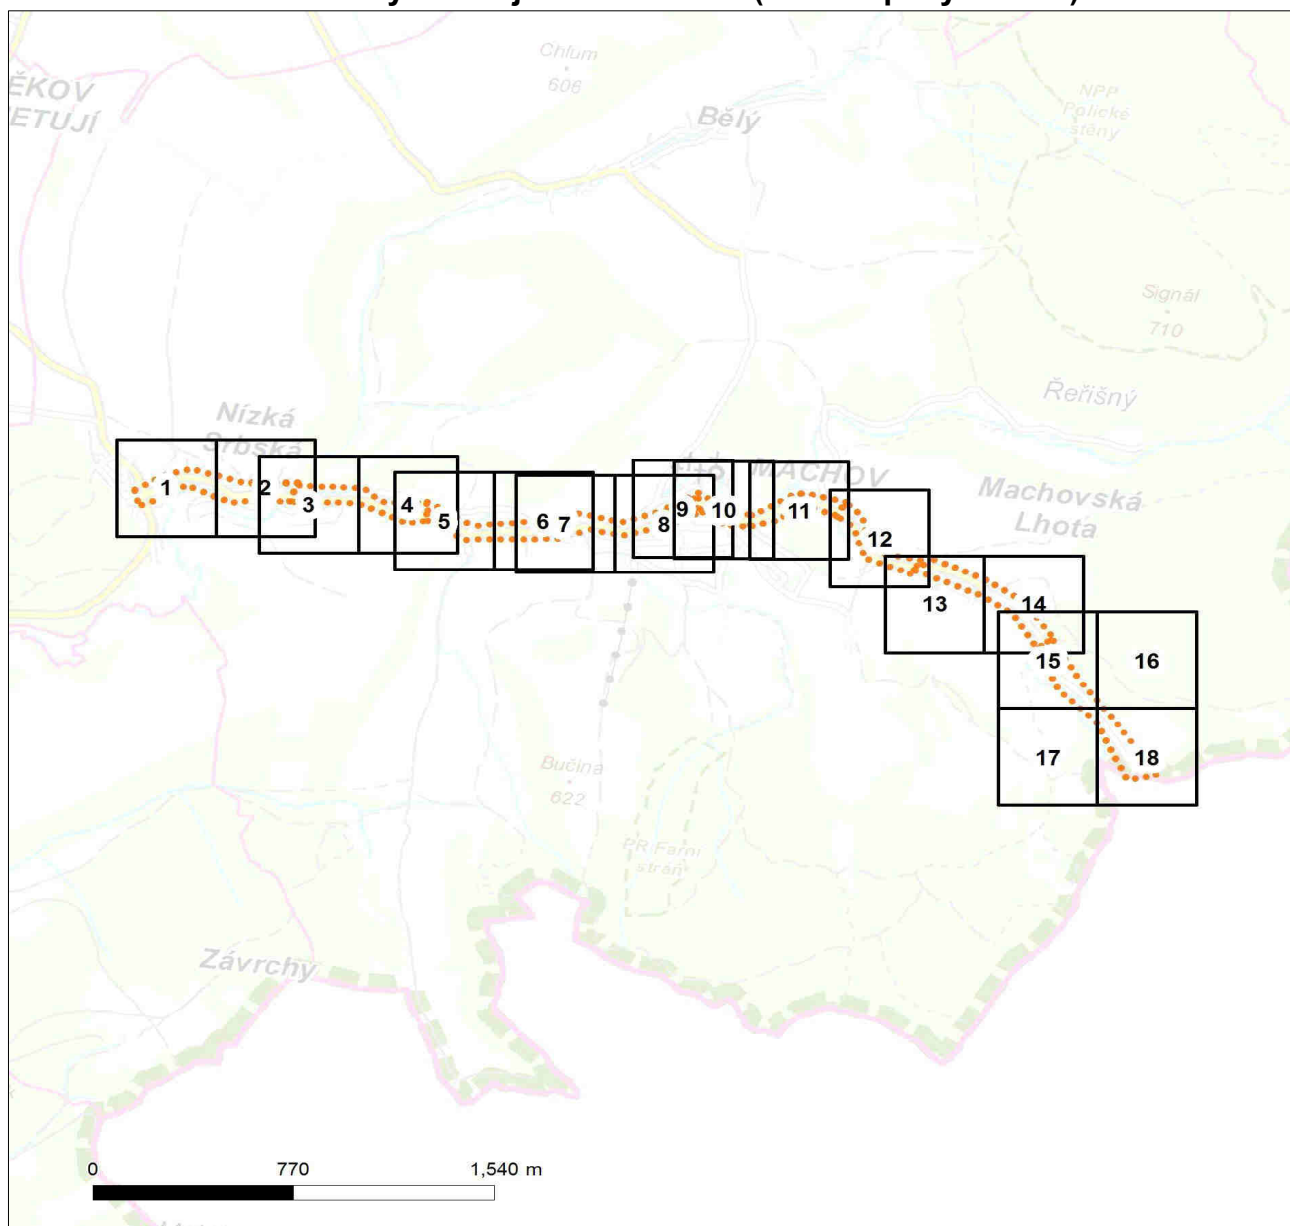 Chlum
606
ĚKOV
ETUJÍ
Bělý
NPP
Polické
stěny
Signál
710
Řeřišný
Nízká
Srbská
MACHOV
Machovská
Lhota
1
2
3
4
5
6
7
8
9
10
11
12
13
14
15
16
17
18
Bučina
622
PR Farní
stráň
Závrchy
0 770 1,540 m